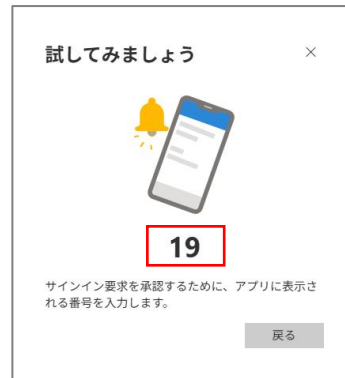 試してみましょう
19
サインイン要求を承認するために、アプリに表示さ
れる番号を入力します。
戻る